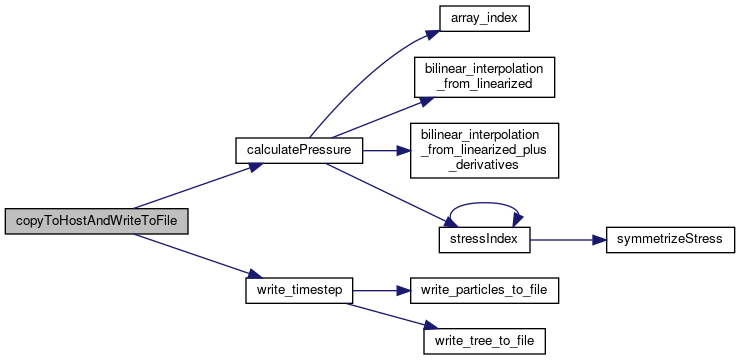 array_index
bilinear_interpolation
_from_linearized
calculatePressure
bilinear_interpolation
_from_linearized_plus
_derivatives
copyToHostAndWriteToFile
stressIndex
symmetrizeStress
write_timestep
write_particles_to_file
write_tree_to_file